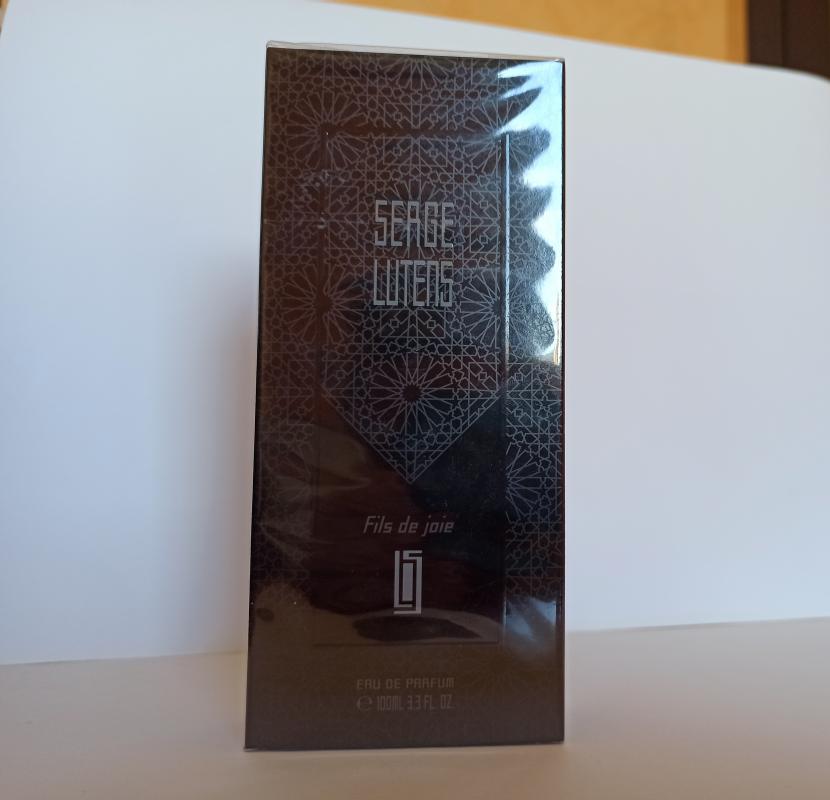 SERGE
LUTENS
Fils de joie
EAU DE PARFUM
℮ 100ML 3.3 FL. OZ.